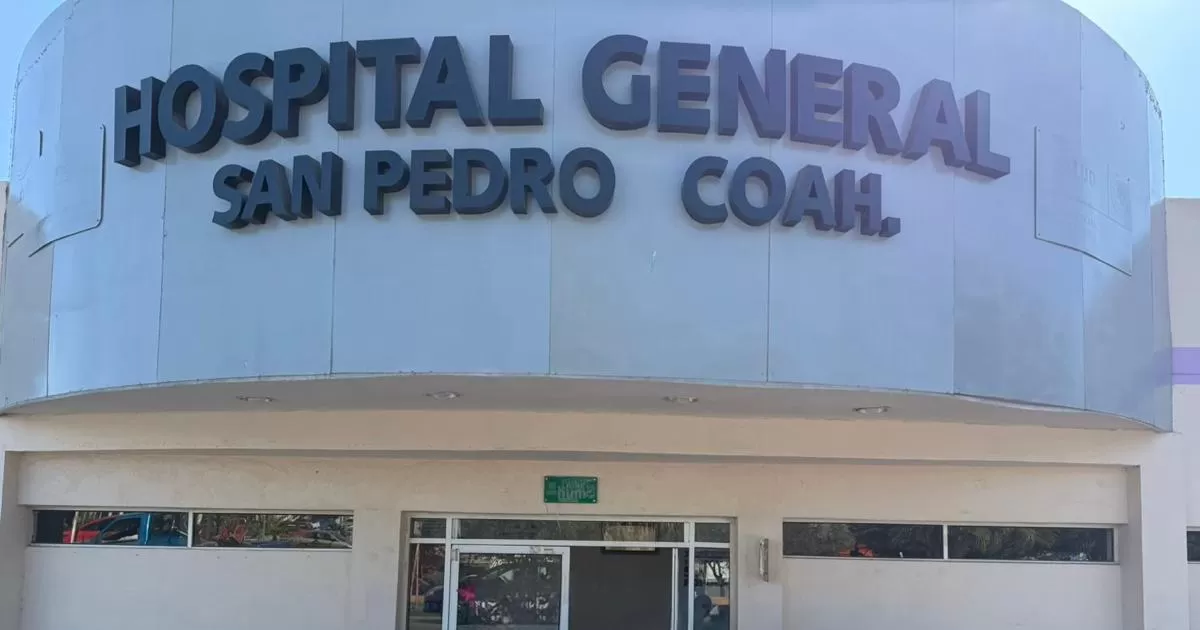 HOSPITAL GENERAL
SAN PEDRO COAH.